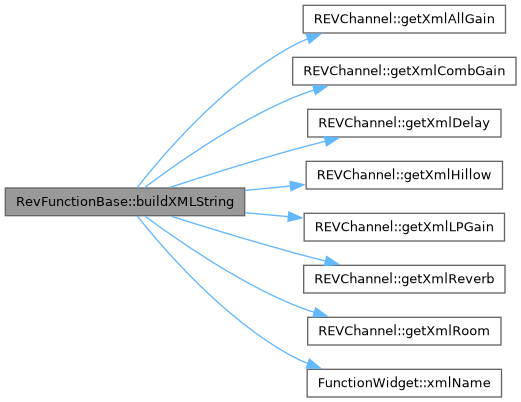 REVChannel::getXmlAllGain
REVChannel::getXmlCombGain
REVChannel::getXmlDelay
REVChannel::getXmlHillow
RevFunctionBase::buildXMLString
REVChannel::getXmlLPGain
REVChannel::getXmlReverb
REVChannel::getXmlRoom
FunctionWidget::xmlName